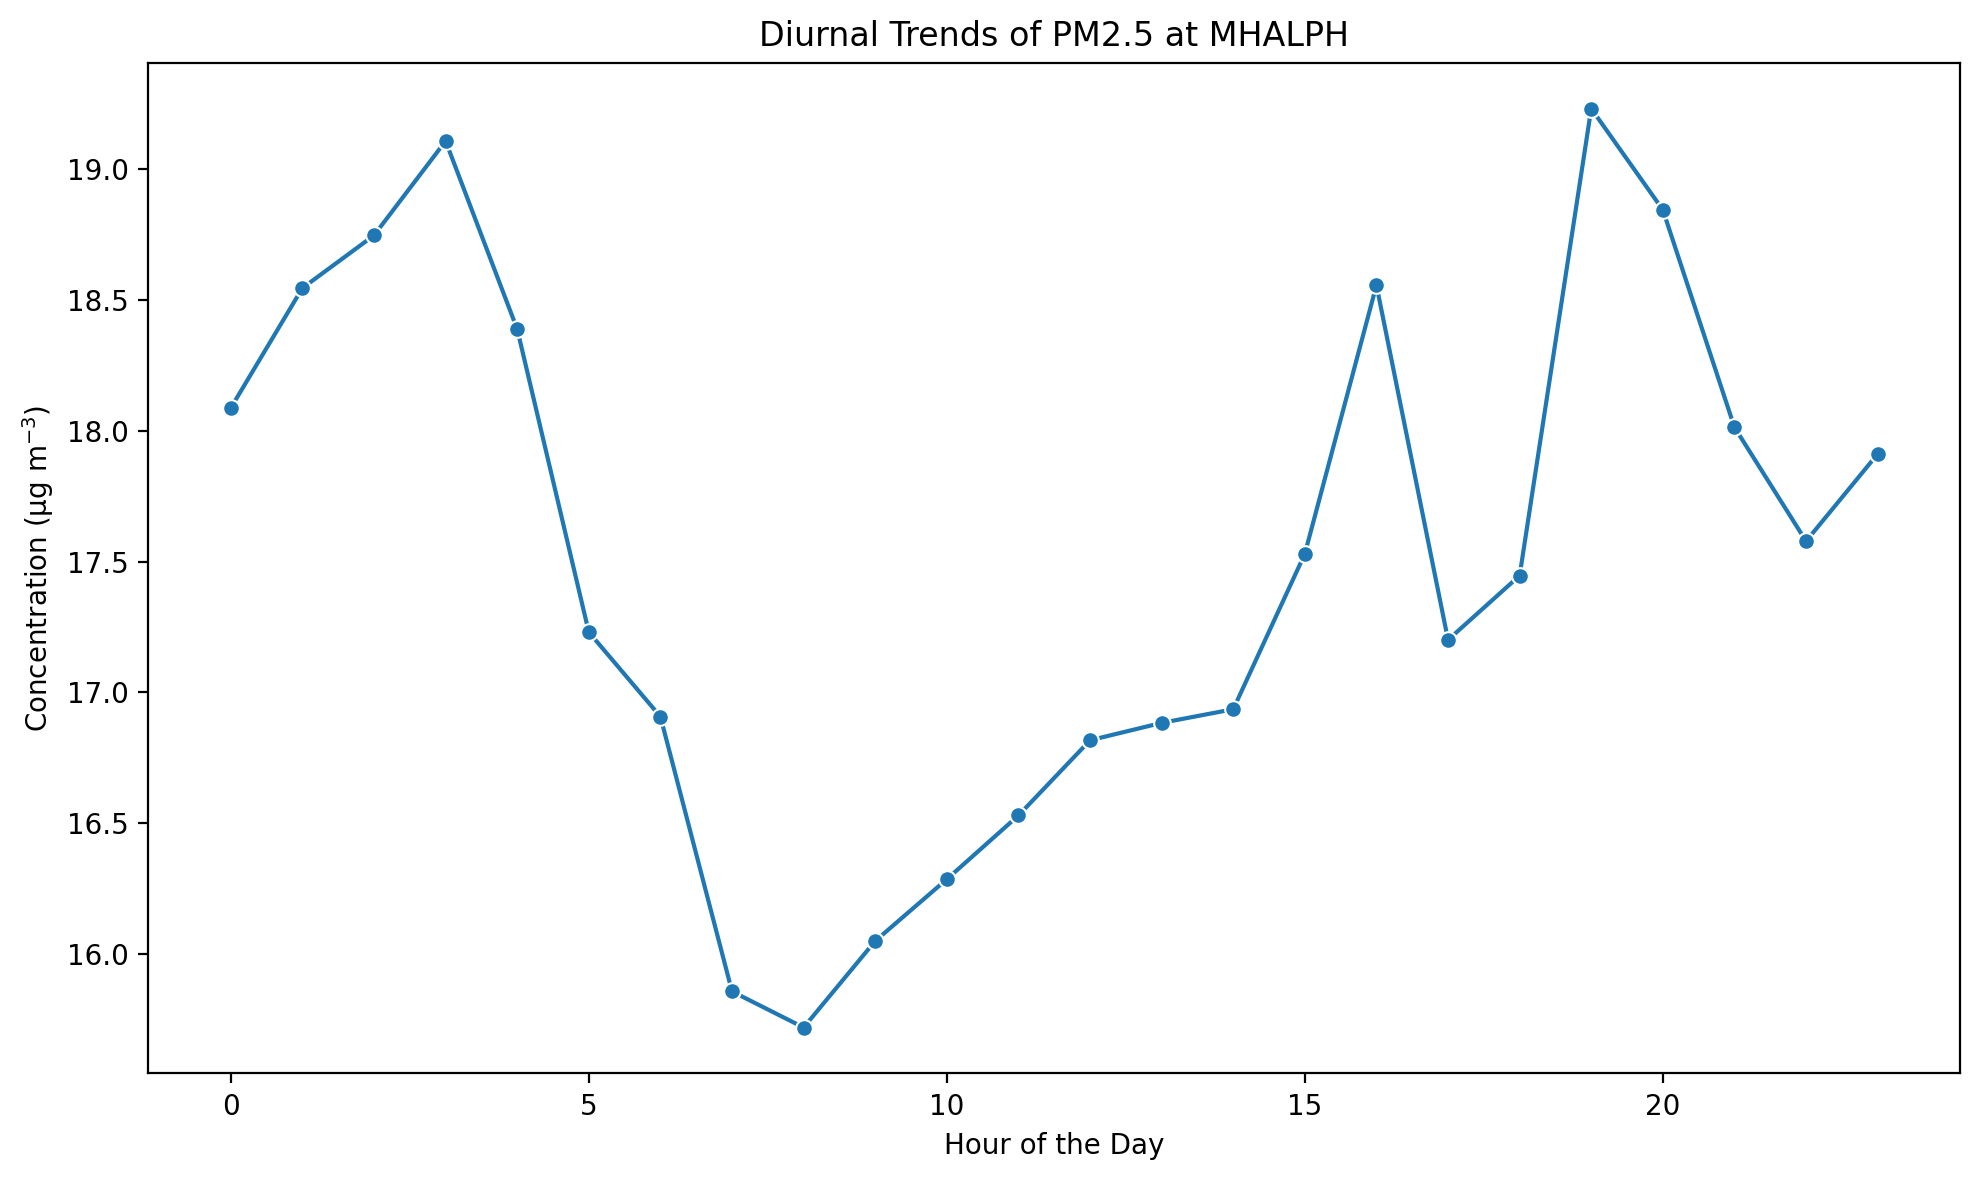 Diurnal Trends of PM2.5 at MHALPH
Concentration (µg m⁻³)
19.0
18.5
18.0
17.5
17.0
16.5
16.0
0 5 10 15 20
Hour of the Day